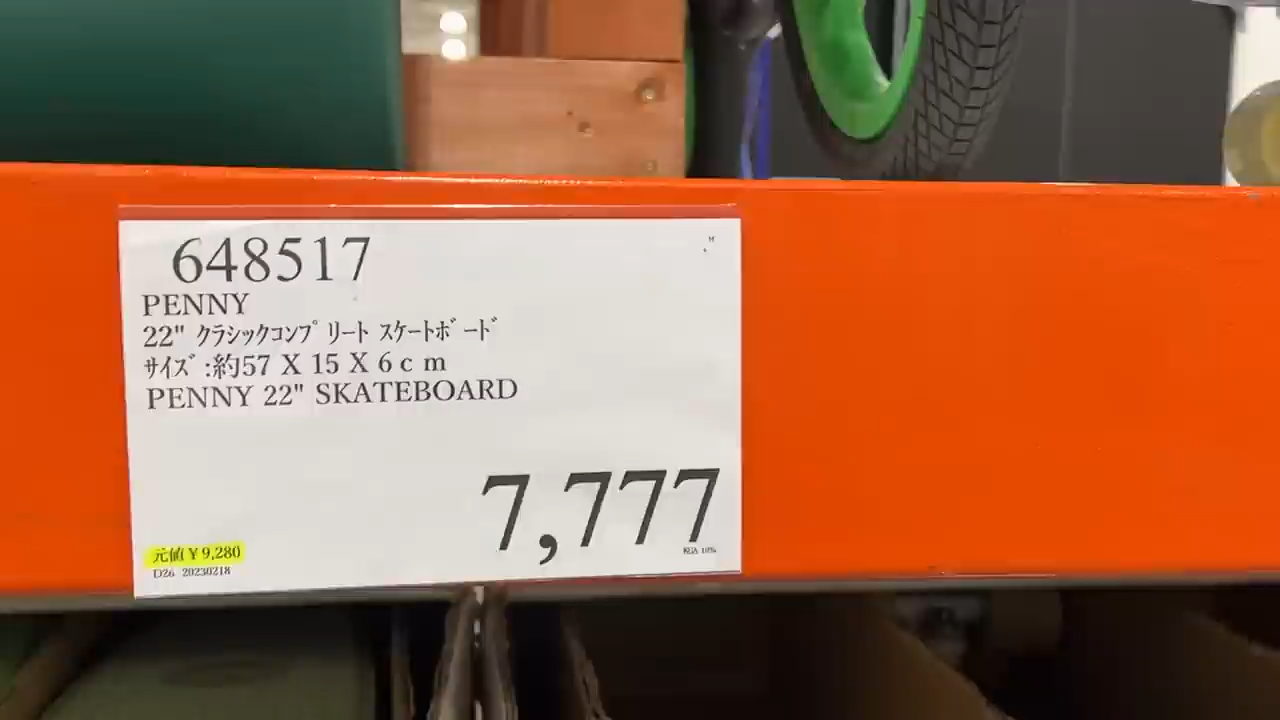 648517
PENNY
22" クラシックコンプリート スケートボード
サイズ:約57 X 15 X 6 c m
PENNY 22" SKATEBOARD
7,777
元値￥9,280
D26 20230218